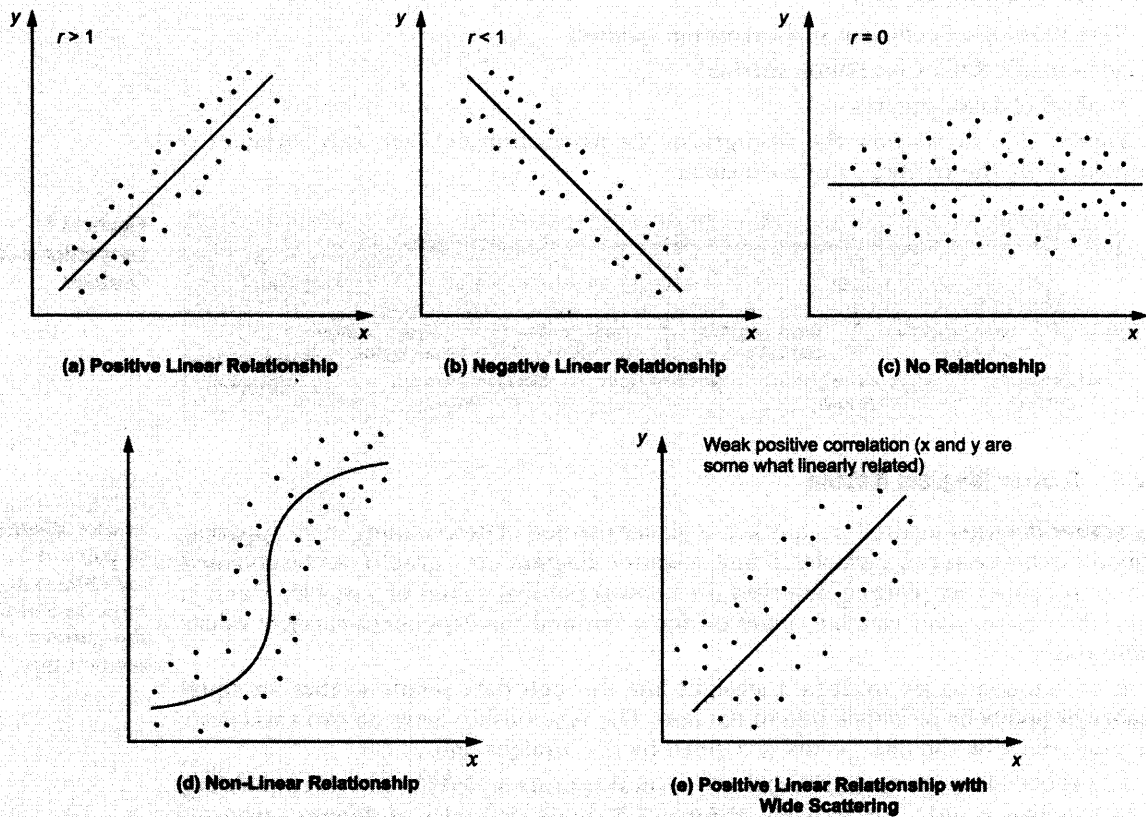 y
r > 1
x
(a) Positive Linear Relationship
y
r < 1
x
(b) Negative Linear Relationship
y
r = 0
x
(c) No Relationship
x
(d) Non-Linear Relationship
y
Weak positive correlation (x and y are
some what linearly related)
x
(e) Positive Linear Relationship with
Wide Scattering